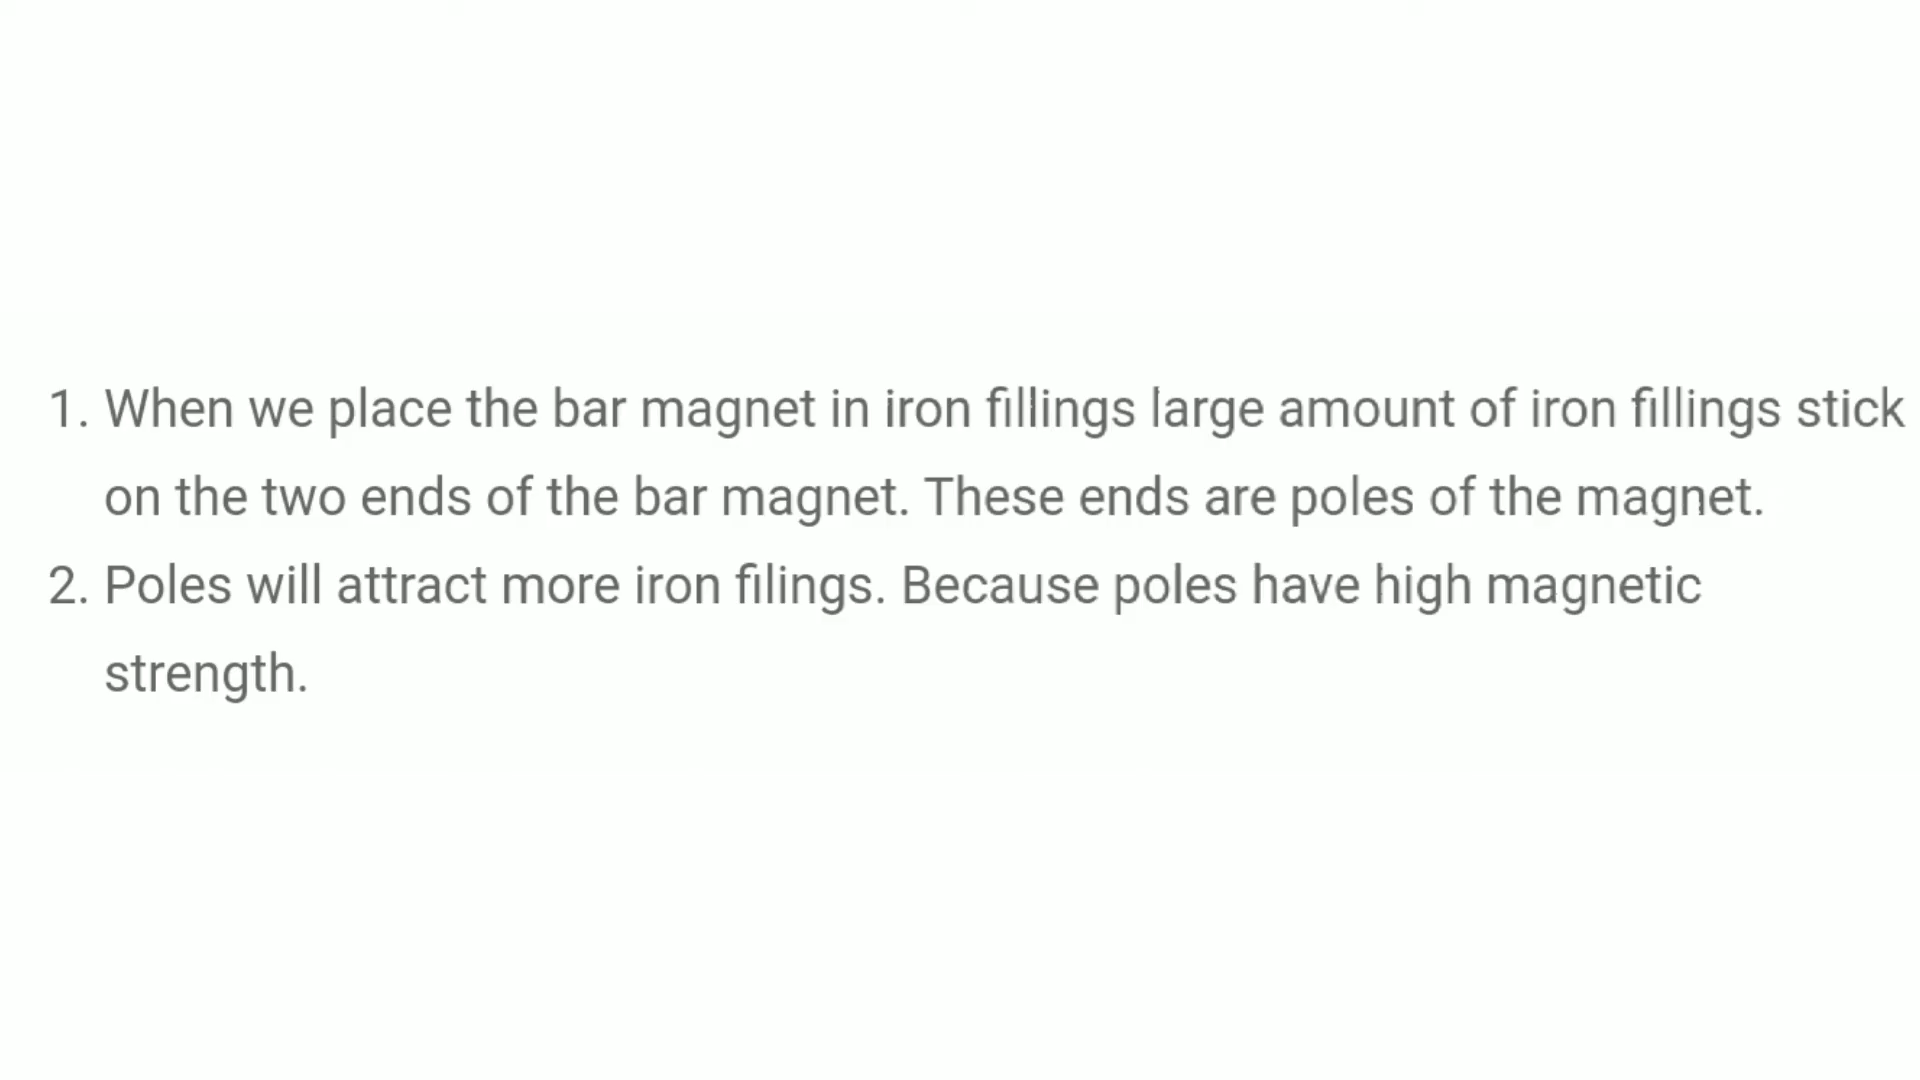 1. When we place the bar magnet in iron fillings large amount of iron fillings stick
on the two ends of the bar magnet. These ends are poles of the magnet.
2. Poles will attract more iron filings. Because poles have high magnetic
strength.